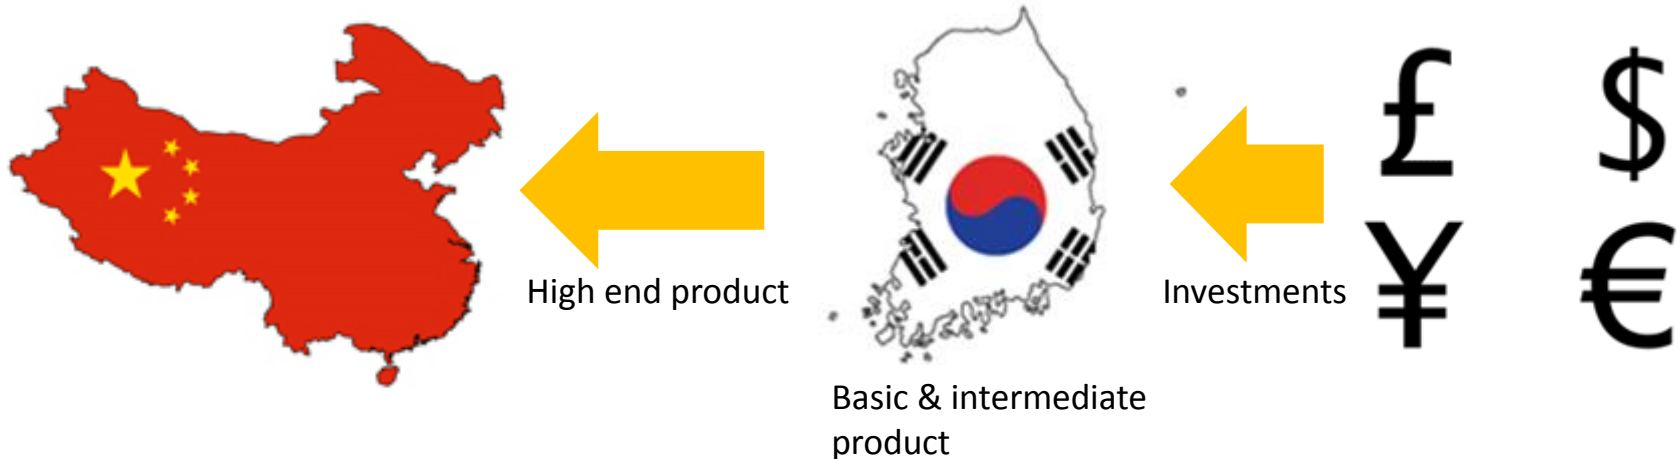 £ $
¥ €
High end product
Investments
Basic & intermediate
product